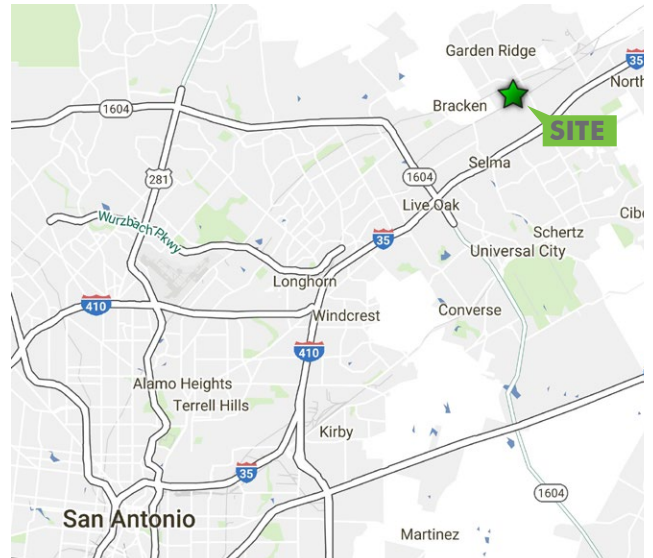 Garden Ridge
35
North
1604
Bracken
SITE
Selma
281
1604
Live Oak
Cibo
Wurzbach Pkwy
35
Schertz
Universal City
Longhorn
410
Windcrest
Converse
410
Alamo Heights
Terrell Hills
Kirby
35
1604
San Antonio
Martinez